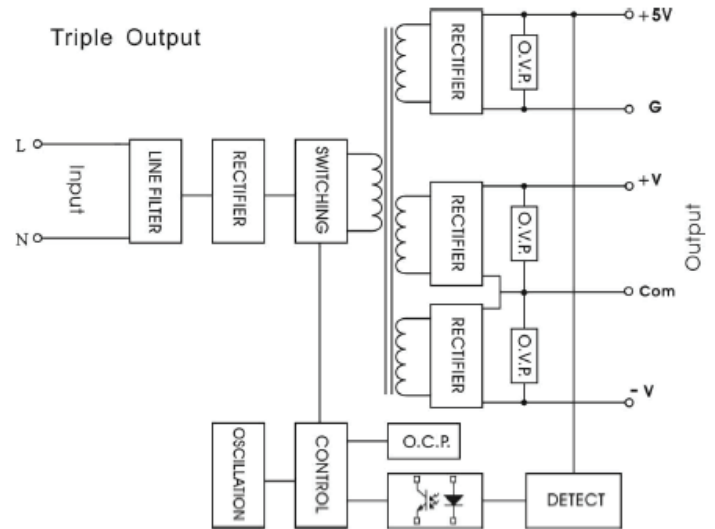 Triple Output
L
N
Input
LINE FILTER
RECTIFIER
SWITCHING
RECTIFIER
O.V.P.
+5V
G
RECTIFIER
O.V.P.
+V
Com
RECTIFIER
O.V.P.
- V
Output
OSCILLATION
CONTROL
O.C.P.
DETECT